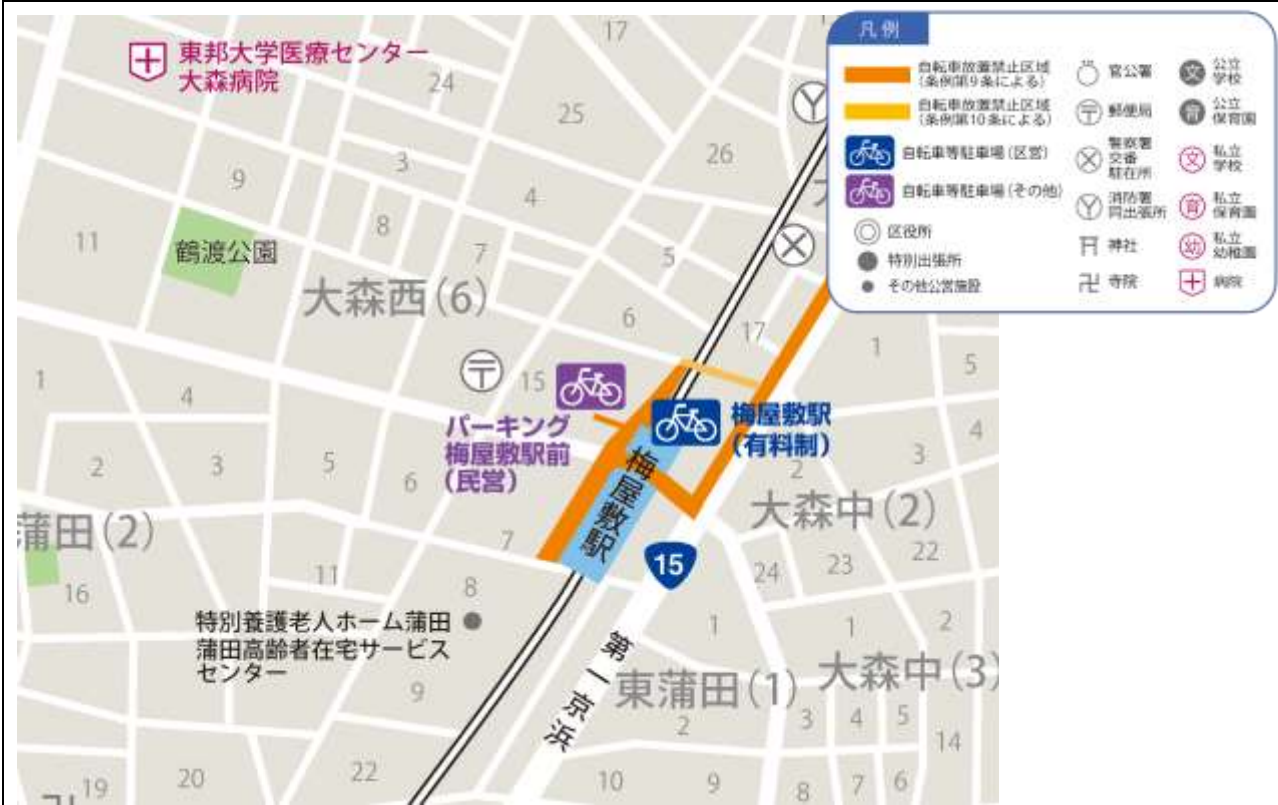 東邦大学医療センター
大森病院
17
24
25
26
3
9
4
8
11
7
5
鶴渡公園
大森西(6)
6
17
1
5
15
1
4
パーキング
梅屋敷駅前
(民営)
梅屋敷駅
(有料制)
梅屋敷駅
2
3
5
6
2
3
4
大森中(2)
蒲田(2)
7
15
22
23
24
11
16
8
特別養護老人ホーム蒲田
蒲田高齢者在宅サービス
センター
第一京浜
1
1
2
東蒲田(1)
大森中(3)
9
2
3
4
5
14
19
20
22
10
9
8
7
6
凡例
自転車放置禁止区域
(条例第9条による)
自転車放置禁止区域
(条例第10条による)
自転車等駐車場(区営)
自転車等駐車場(その他)
区役所
特別出張所
その他公営施設
官公署
〒 郵便局
警察署
交番
駐在所
消防署
同出張所
神社
卍 寺院
文 公立
学校
育 公立
保育園
文 私立
学校
育 私立
保育園
幼 私立
幼稚園
病院